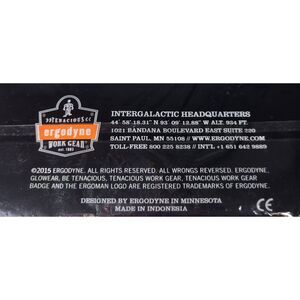 TENACIOUS
ergodyne
WORK GEAR
INTERGALACTIC HEADQUARTERS
44° 58' 18.31" N 93° 09' 12.88" W ALT. 934 FT.
1021 BANDANA BOULEVARD EAST SUITE 220
SAINT PAUL, MN 55108 // WWW.ERGODYNE.COM
TOLL-FREE 800 225 8238 // INT'L + 1 651 642 9889
©2015 ERGODYNE. ALL RIGHTS RESERVED. ALL WRONGS REVERSED. ERGODYNE,
GLOWEAR, BE TENACIOUS, TENACIOUS WORK GEAR, TENACIOUS WORK GEAR
BADGE AND THE ERGOMAN LOGO ARE REGISTERED TRADEMARKS OF ERGODYNE.
DESIGNED BY ERGODYNE IN MINNESOTA
MADE IN INDONESIA
CE